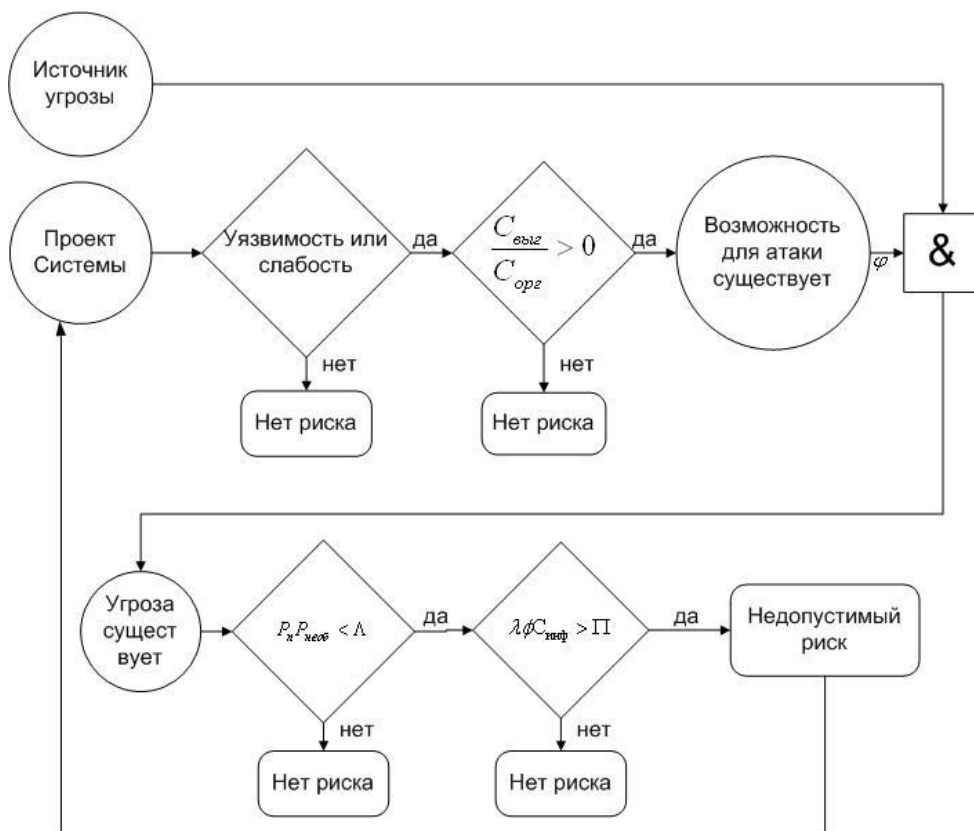 Источник
угрозы
Проект
Системы
Уязвимость или
слабость
да
C_выг / C_орг > 0
да
Возможность
для атаки
существует
φ
&
нет
Нет риска
нет
Нет риска
Угроза
сущест
вует
P_п P_необ < Λ
да
λϕC_инф > П
да
Недопустимый
риск
нет
Нет риска
нет
Нет риска